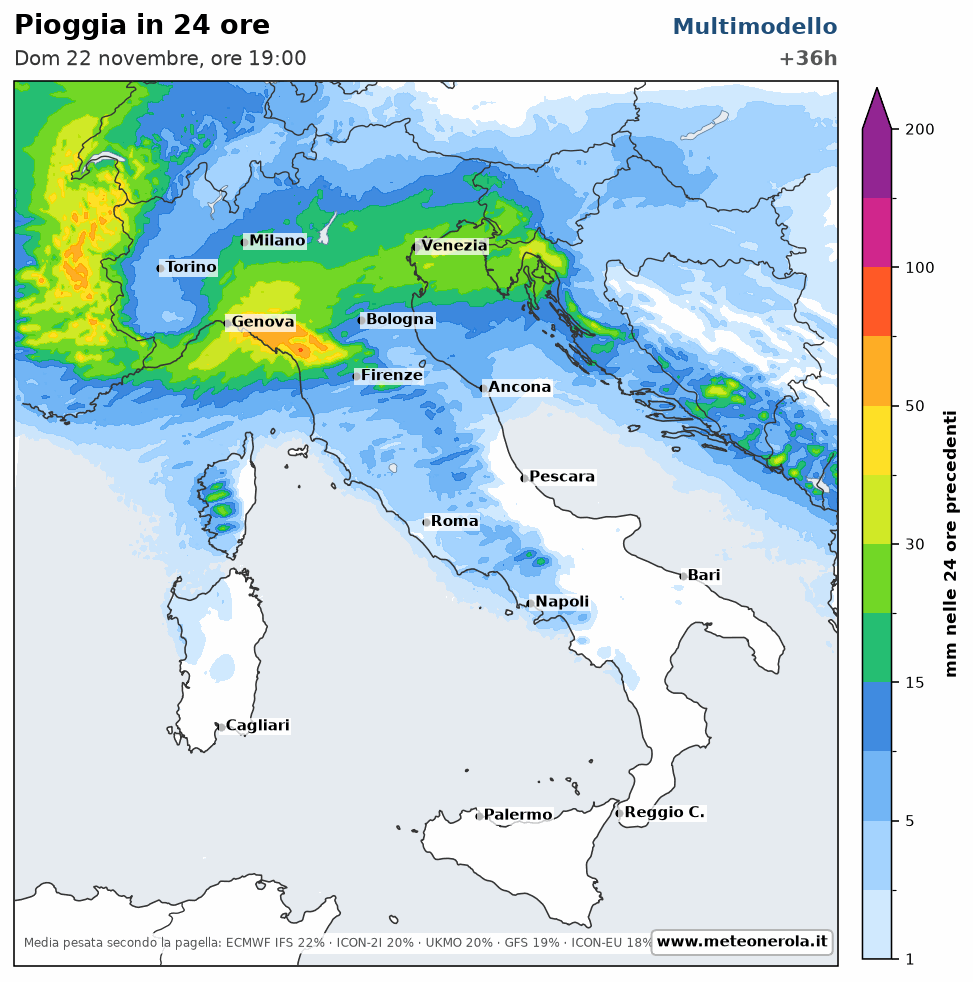 Pioggia in 24 ore
Multimodello
Dom 22 novembre, ore 19:00
+36h
200
100
50
30
15
5
1
mm nelle 24 ore precedenti
Milano
Venezia
Torino
Genova
Bologna
Firenze
Ancona
Pescara
Roma
Bari
Napoli
Cagliari
Palermo
Reggio C.
Media pesata secondo la pagella: ECMWF IFS 22% · ICON-2I 20% · UKMO 20% · GFS 19% · ICON-EU 18%
www.meteonerola.it